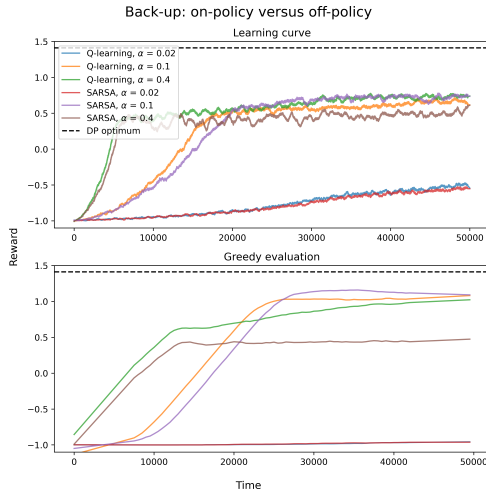 Back-up: on-policy versus off-policy
Learning curve
1.5
1.0
0.5
0.0
−0.5
−1.0
Q-learning, α = 0.02
Q-learning, α = 0.1
Q-learning, α = 0.4
SARSA, α = 0.02
SARSA, α = 0.1
SARSA, α = 0.4
DP optimum
0 10000 20000 30000 40000 50000
Reward
Greedy evaluation
1.5
1.0
0.5
0.0
−0.5
−1.0
0 10000 20000 30000 40000 50000
Time